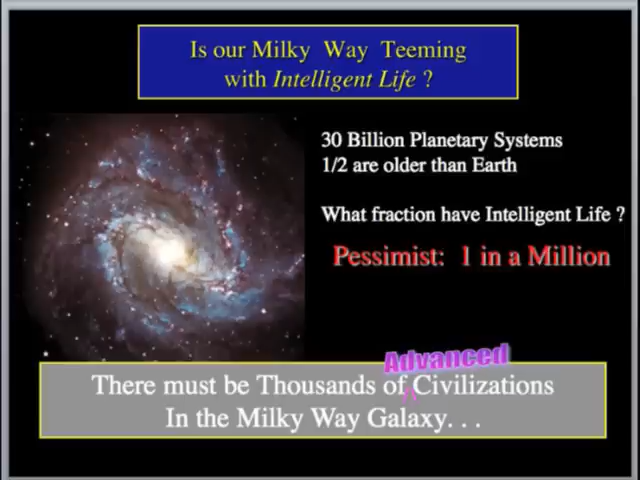 Is our Milky Way Teeming
with Intelligent Life ?
30 Billion Planetary Systems
1/2 are older than Earth
What fraction have Intelligent Life ?
Pessimist: 1 in a Million
Advanced
There must be Thousands of ^ Civilizations
In the Milky Way Galaxy. . .